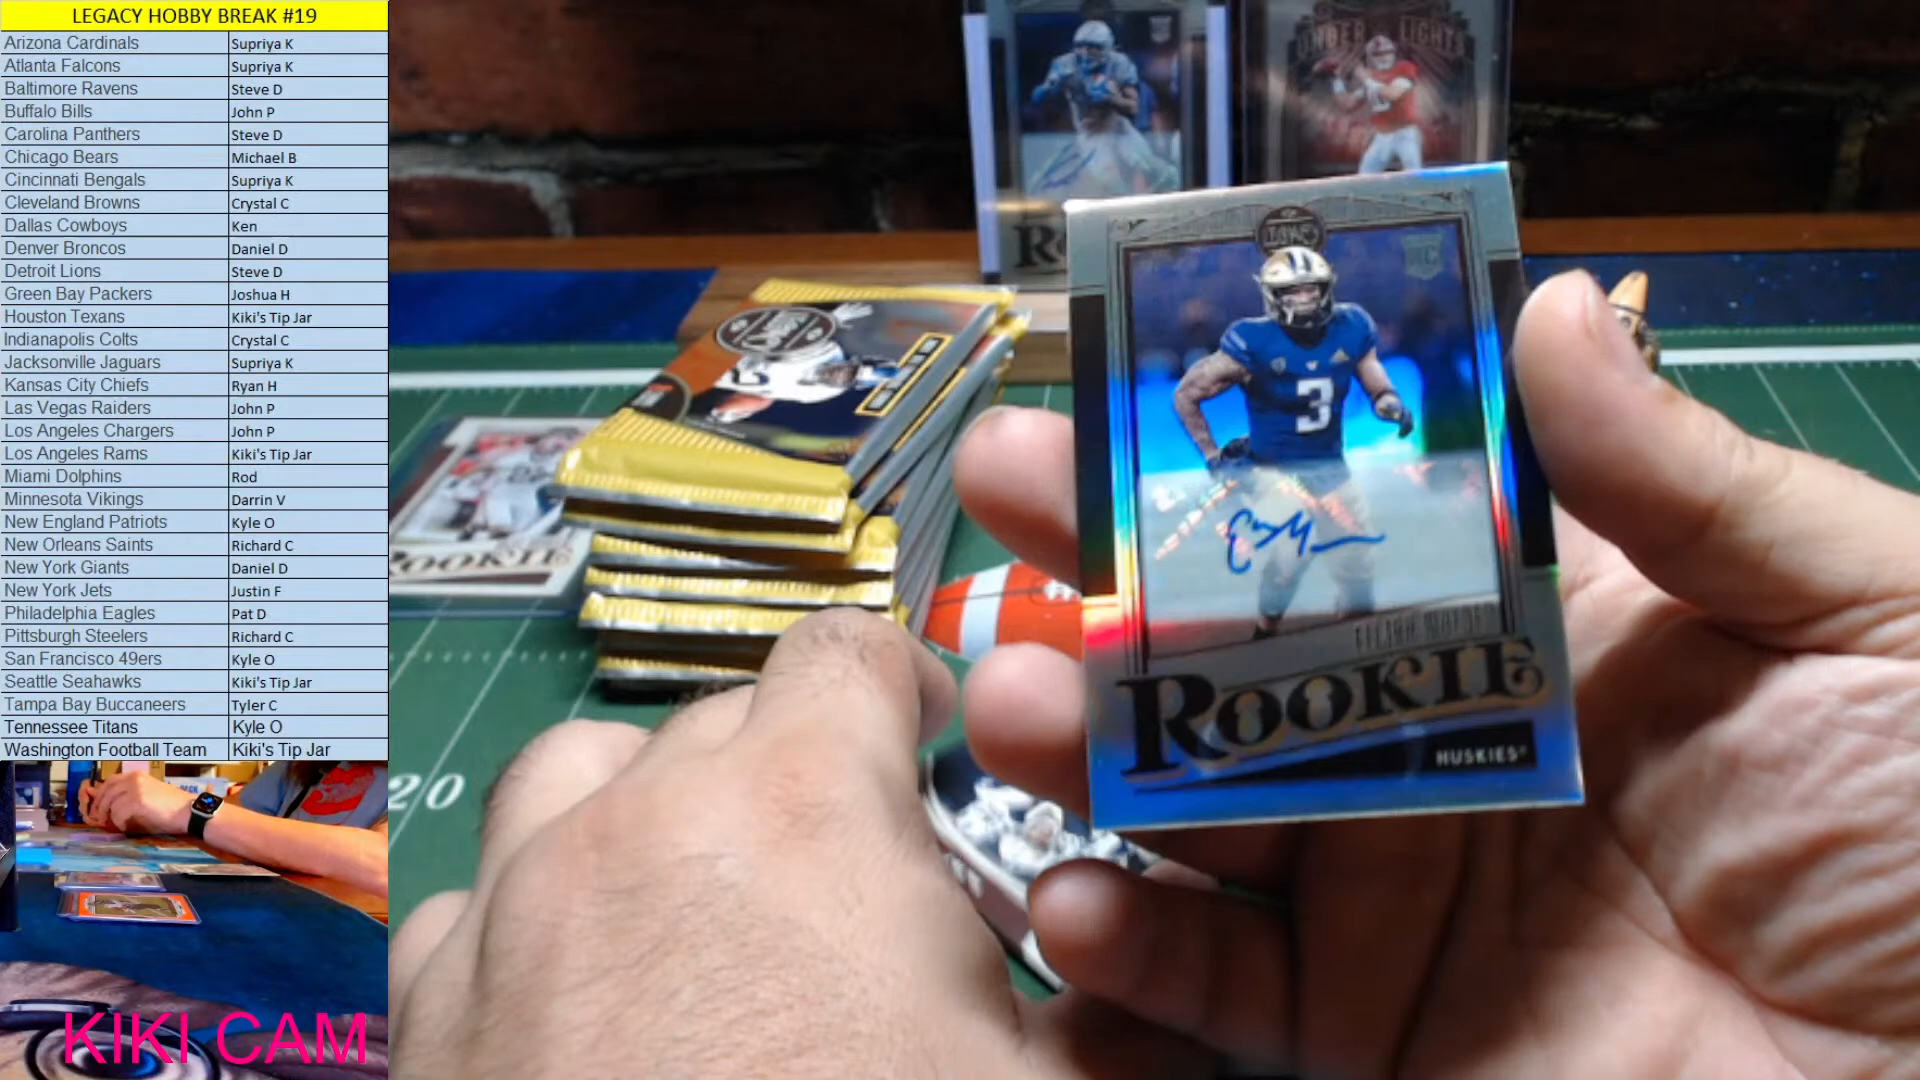 LEGACY HOBBY BREAK #19
Arizona Cardinals Supriya K
Atlanta Falcons Supriya K
Baltimore Ravens Steve D
Buffalo Bills John P
Carolina Panthers Steve D
Chicago Bears Michael B
Cincinnati Bengals Supriya K
Cleveland Browns Crystal C
Dallas Cowboys Ken
Denver Broncos Daniel D
Detroit Lions Steve D
Green Bay Packers Joshua H
Houston Texans Kiki's Tip Jar
Indianapolis Colts Crystal C
Jacksonville Jaguars Supriya K
Kansas City Chiefs Ryan H
Las Vegas Raiders John P
Los Angeles Chargers John P
Los Angeles Rams Kiki's Tip Jar
Miami Dolphins Rod
Minnesota Vikings Darrin V
New England Patriots Kyle O
New Orleans Saints Richard C
New York Giants Daniel D
New York Jets Justin F
Philadelphia Eagles Pat D
Pittsburgh Steelers Richard C
San Francisco 49ers Kyle O
Seattle Seahawks Kiki's Tip Jar
Tampa Bay Buccaneers Tyler C
Tennessee Titans Kyle O
Washington Football Team Kiki's Tip Jar
KIKI CAM
UNDER LIGHTS
RC
3
ROOKIE
HUSKIES
ROOKIE
20